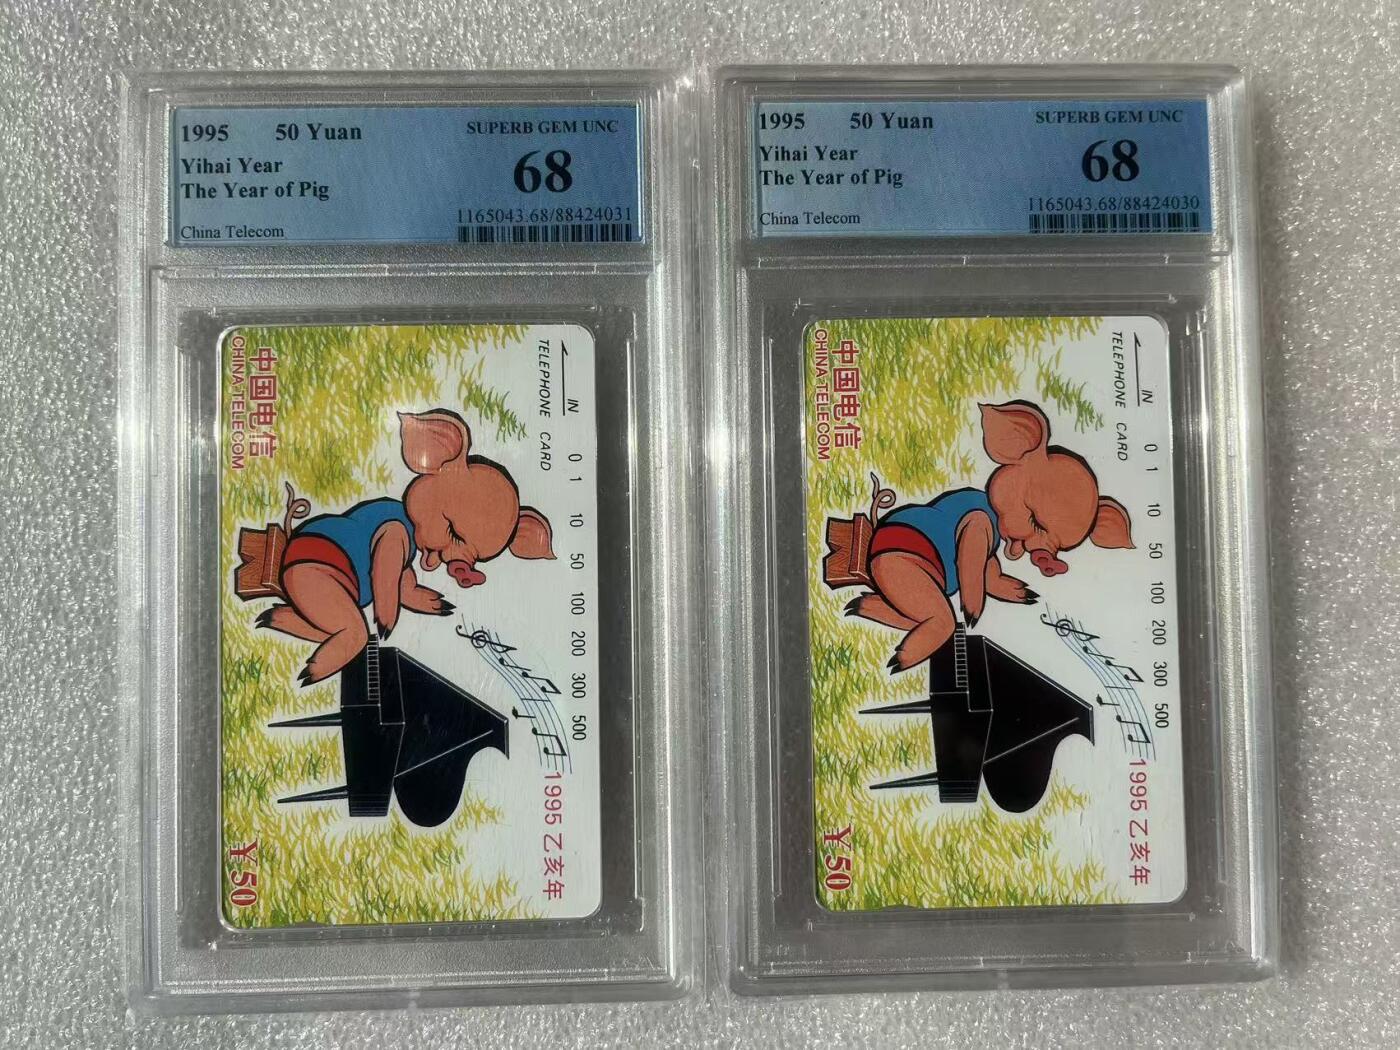 1995 50 Yuan
SUPERB GEM UNC
Yihai Year
68
The Year of Pig
1165043.68/88424031
China Telecom
中国电信
CHINA TELECOM
IN
TELEPHONE CARD
0 1 10 50 100 200 300 500
1995乙亥年
¥50
1995 50 Yuan
SUPERB GEM UNC
Yihai Year
68
The Year of Pig
1165043.68/88424030
China Telecom
中国电信
CHINA TELECOM
IN
TELEPHONE CARD
0 1 10 50 100 200 300 500
1995乙亥年
¥50